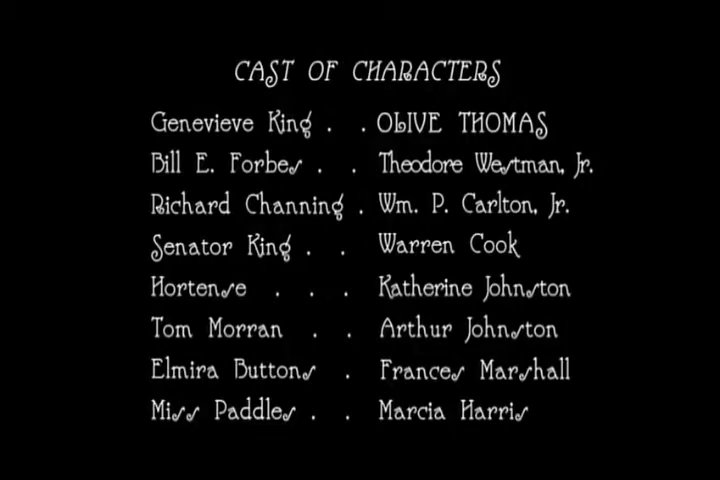 CAST OF CHARACTERS
Genevieve King . . OLIVE THOMAS
Bill E. Forbes . . Theodore Westman, Jr.
Richard Channing . Wm. P. Carlton, Jr.
Senator King . . Warren Cook
Hortense . . . Katherine Johnston
Tom Morran . . Arthur Johnston
Elmira Buttons . Frances Marshall
Miss Paddles . . Marcia Harris